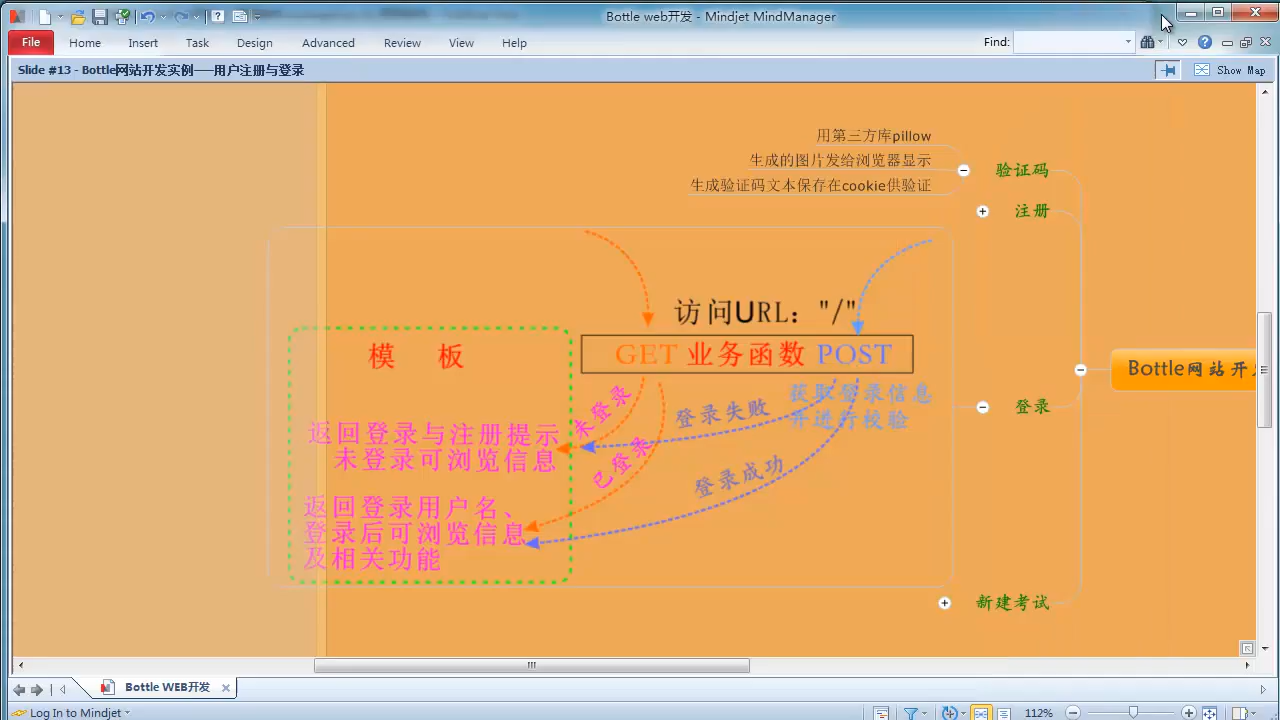 Bottle web开发 - Mindjet MindManager
File Home Insert Task Design Advanced Review View Help Find:
Slide #13 - Bottle网站开发实例──用户注册与登录 Show Map
用第三方库pillow
生成的图片发给浏览器显示
生成验证码文本保存在cookie供验证
验证码
注册
访问URL："/"
模 板
GET 业务函数 POST
Bottle网站开
获取登录信息
并进行校验
登录
未登录
登录失败
返回登录与注册提示
未登录可浏览信息
已登录
登录成功
返回登录用户名、
登录后可浏览信息
及相关功能
新建考试
Bottle WEB开发
Log In to Mindjet 112%